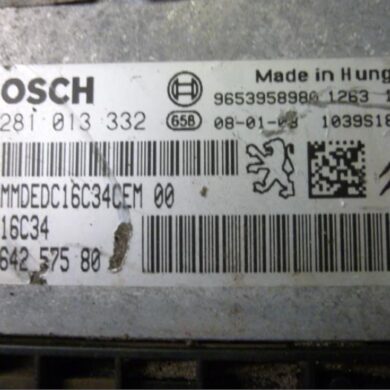 OSCH Made in Hung
9653958980 1263
281 013 332 658 08-01-08 1039S18
MMDEDC16C34CEM 00
16C34
642 575 80